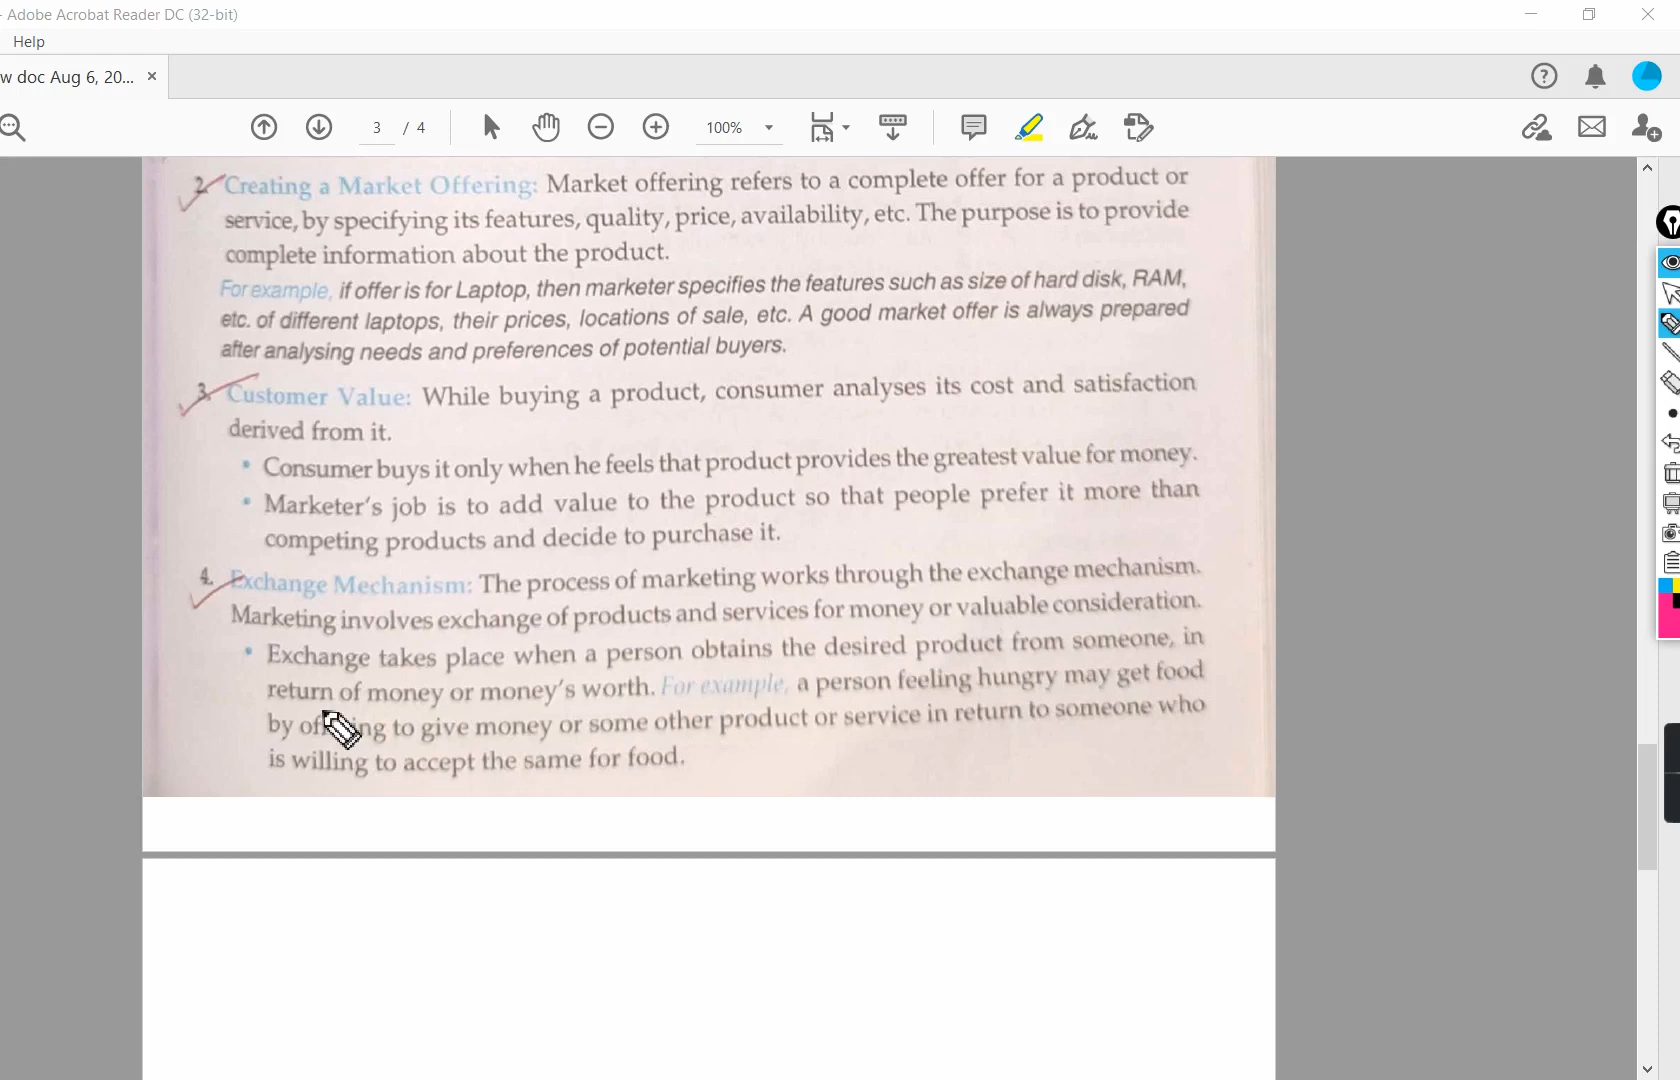 - Adobe Acrobat Reader DC (32-bit)
Help
w doc Aug 6, 20...
3 / 4
100%
2. Creating a Market Offering: Market offering refers to a complete offer for a product or
service, by specifying its features, quality, price, availability, etc. The purpose is to provide
complete information about the product.
For example, if offer is for Laptop, then marketer specifies the features such as size of hard disk, RAM,
etc. of different laptops, their prices, locations of sale, etc. A good market offer is always prepared
after analysing needs and preferences of potential buyers.
3. Customer Value: While buying a product, consumer analyses its cost and satisfaction
derived from it.
• Consumer buys it only when he feels that product provides the greatest value for money.
• Marketer's job is to add value to the product so that people prefer it more than
competing products and decide to purchase it.
4. Exchange Mechanism: The process of marketing works through the exchange mechanism.
Marketing involves exchange of products and services for money or valuable consideration.
• Exchange takes place when a person obtains the desired product from someone, in
return of money or money's worth. For example, a person feeling hungry may get food
by to give money or some other product or service in return to someone who
is willing to accept the same for food.